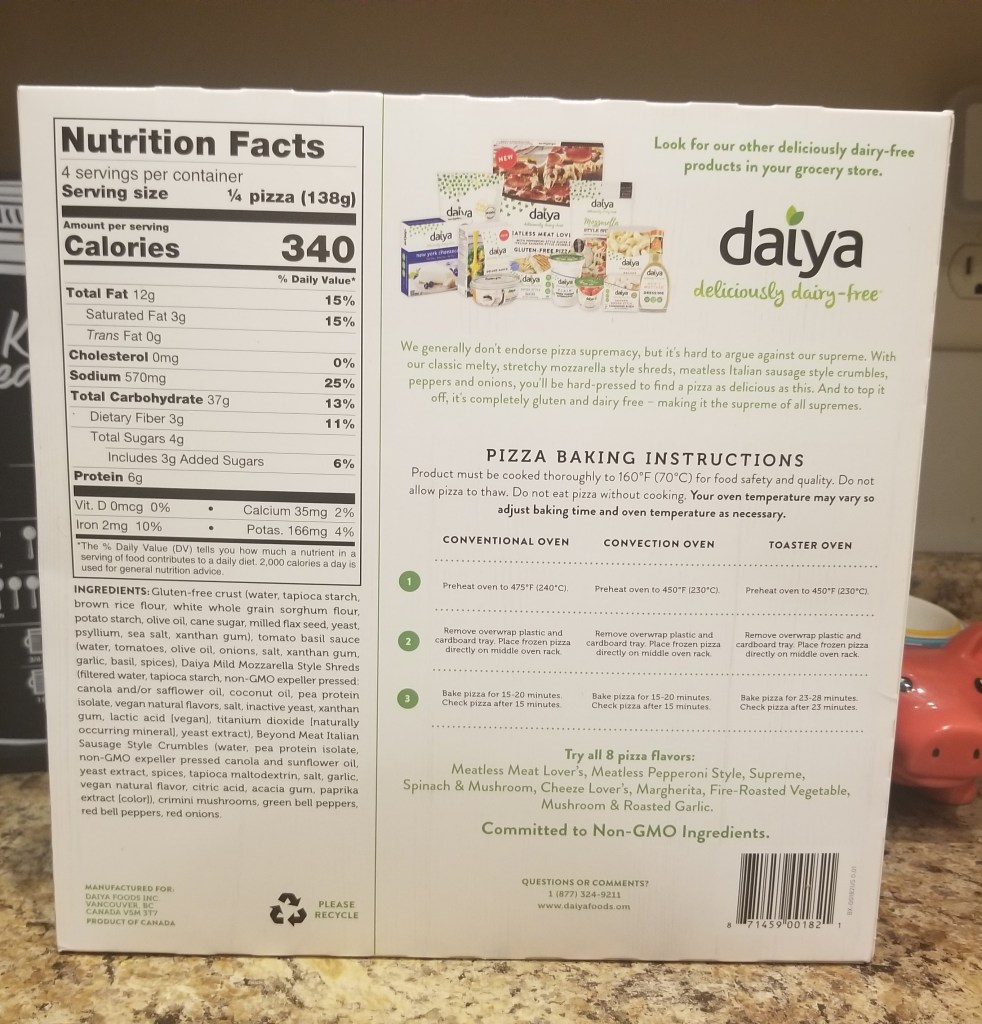 Nutrition Facts
4 servings per container
Serving size ¼ pizza (138g)
Amount per serving
Calories 340
% Daily Value*
Total Fat 12g 15%
Saturated Fat 3g 15%
Trans Fat 0g
Cholesterol 0mg 0%
Sodium 570mg 25%
Total Carbohydrate 37g 13%
Dietary Fiber 3g 11%
Total Sugars 4g
Includes 3g Added Sugars 6%
Protein 6g
Vit. D 0mcg 0% • Calcium 35mg 2%
Iron 2mg 10% • Potas. 166mg 4%
*The % Daily Value (DV) tells you how much a nutrient in a
serving of food contributes to a daily diet. 2,000 calories a day is
used for general nutrition advice.
INGREDIENTS: Gluten-free crust (water, tapioca starch,
brown rice flour, white whole grain sorghum flour,
potato starch, olive oil, cane sugar, milled flax seed, yeast,
psyllium, sea salt, xanthan gum), tomato basil sauce
(water, tomatoes, olive oil, onions, salt, xanthan gum,
garlic, basil, spices), Daiya Mild Mozzarella Style Shreds
(filtered water, tapioca starch, non-GMO expeller pressed:
canola and/or safflower oil, coconut oil, pea protein
isolate, vegan natural flavors, salt, inactive yeast, xanthan
gum, lactic acid [vegan], titanium dioxide [naturally
occurring mineral], yeast extract), Beyond Meat Italian
Sausage Style Crumbles (water, pea protein isolate,
non-GMO expeller pressed canola and sunflower oil,
yeast extract, spices, tapioca maltodextrin, salt, garlic,
vegan natural flavor, citric acid, acacia gum, paprika
extract [color]), crimini mushrooms, green bell peppers,
red bell peppers, red onions.
MANUFACTURED FOR:
DAIYA FOODS INC.
VANCOUVER, BC
CANADA V5M 3T7
PRODUCT OF CANADA
PLEASE
RECYCLE
Look for our other deliciously dairy-free
products in your grocery store.
NEW
daiya
daiya
daiya
daiya
Mozzarella
GLUTEN-FREE PIZZA
daiya
deliciously dairy-free
We generally don't endorse pizza supremacy, but it's hard to argue against our supreme. With
our classic melty, stretchy mozzarella style shreds, meatless Italian sausage style crumbles,
peppers and onions, you'll be hard-pressed to find a pizza as delicious as this. And to top it
off, it's completely gluten and dairy free – making it the supreme of all supremes.
PIZZA BAKING INSTRUCTIONS
Product must be cooked thoroughly to 160°F (70°C) for food safety and quality. Do not
allow pizza to thaw. Do not eat pizza without cooking. Your oven temperature may vary so
adjust baking time and oven temperature as necessary.
CONVENTIONAL OVEN CONVECTION OVEN TOASTER OVEN
1 Preheat oven to 475°F (240°C). Preheat oven to 450°F (230°C). Preheat oven to 450°F (230°C).
2 Remove overwrap plastic and Remove overwrap plastic and Remove overwrap plastic and
cardboard tray. Place frozen pizza cardboard tray. Place frozen pizza cardboard tray. Place frozen pizza
directly on middle oven rack. directly on middle oven rack. directly on middle oven rack.
3 Bake pizza for 15-20 minutes. Bake pizza for 15-20 minutes. Bake pizza for 23-28 minutes.
Check pizza after 15 minutes. Check pizza after 15 minutes. Check pizza after 23 minutes.
Try all 8 pizza flavors:
Meatless Meat Lover's, Meatless Pepperoni Style, Supreme,
Spinach & Mushroom, Cheeze Lover's, Margherita, Fire-Roasted Vegetable,
Mushroom & Roasted Garlic.
Committed to Non-GMO Ingredients.
QUESTIONS OR COMMENTS?
1 (877) 324-9211
www.daiyafoods.om
8 71459 00182 1